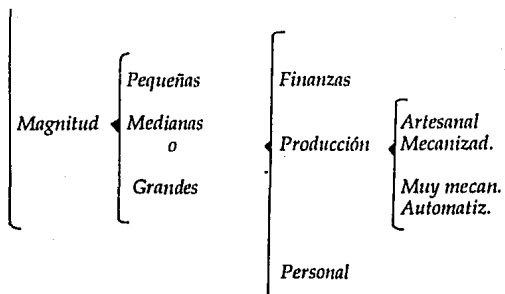 Magnitud
Pequeñas
Medianas
o
Grandes
Finanzas
Producción
Artesanal
Mecanizad.
Muy mecan.
Automatiz.
Personal